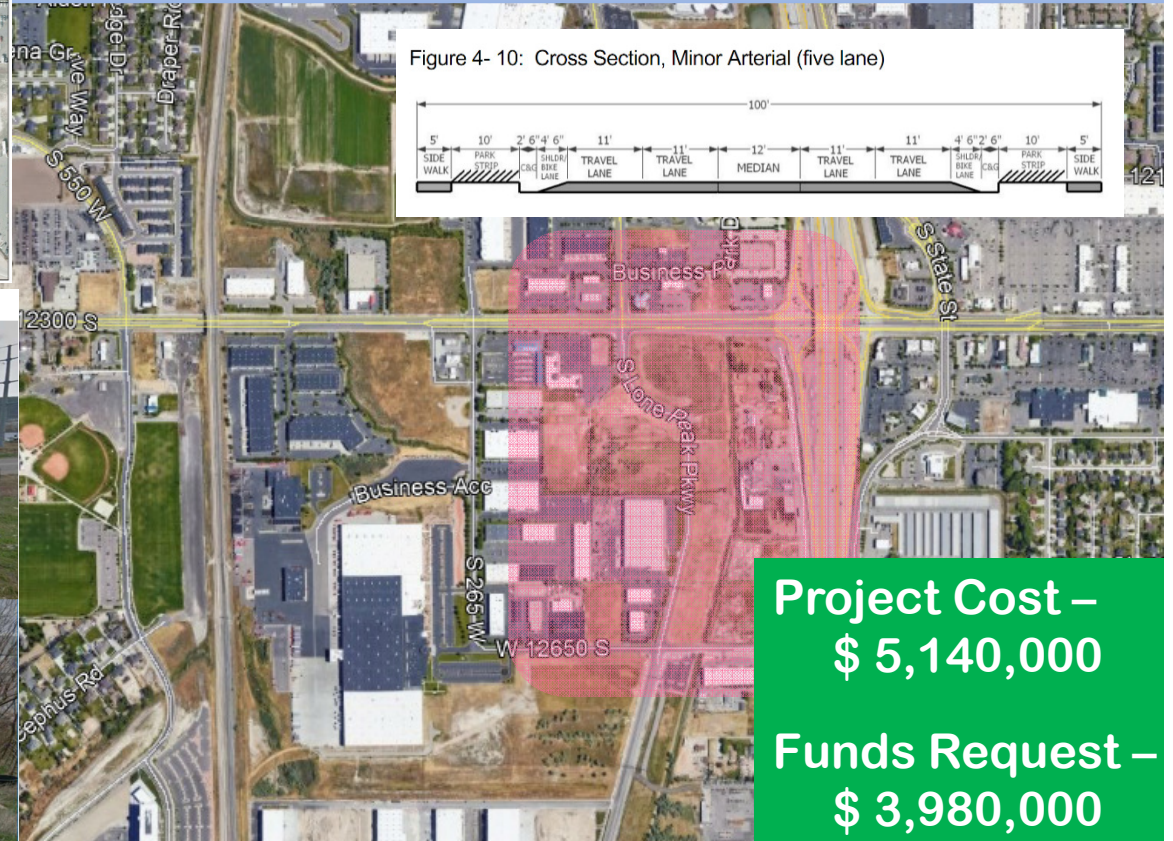 Figure 4- 10:  Cross Section, Minor Arterial (five lane)
100'
5' 10' 2' 6" 4' 6" 11' 11' 12' 11' 11' 4' 6" 2' 6" 10' 5'
SIDE WALK
PARK STRIP
C&G
SHLDR/ BIKE LANE
TRAVEL LANE
TRAVEL LANE
MEDIAN
TRAVEL LANE
TRAVEL LANE
SHLDR/ BIKE LANE
C&G
PARK STRIP
SIDE WALK
S 550 W
Business
S State St
12300 S
S Lone Peak Pkwy
Business Acc
S 265 W
W 12650 S
Project Cost –
$ 5,140,000
Funds Request –
$ 3,980,000